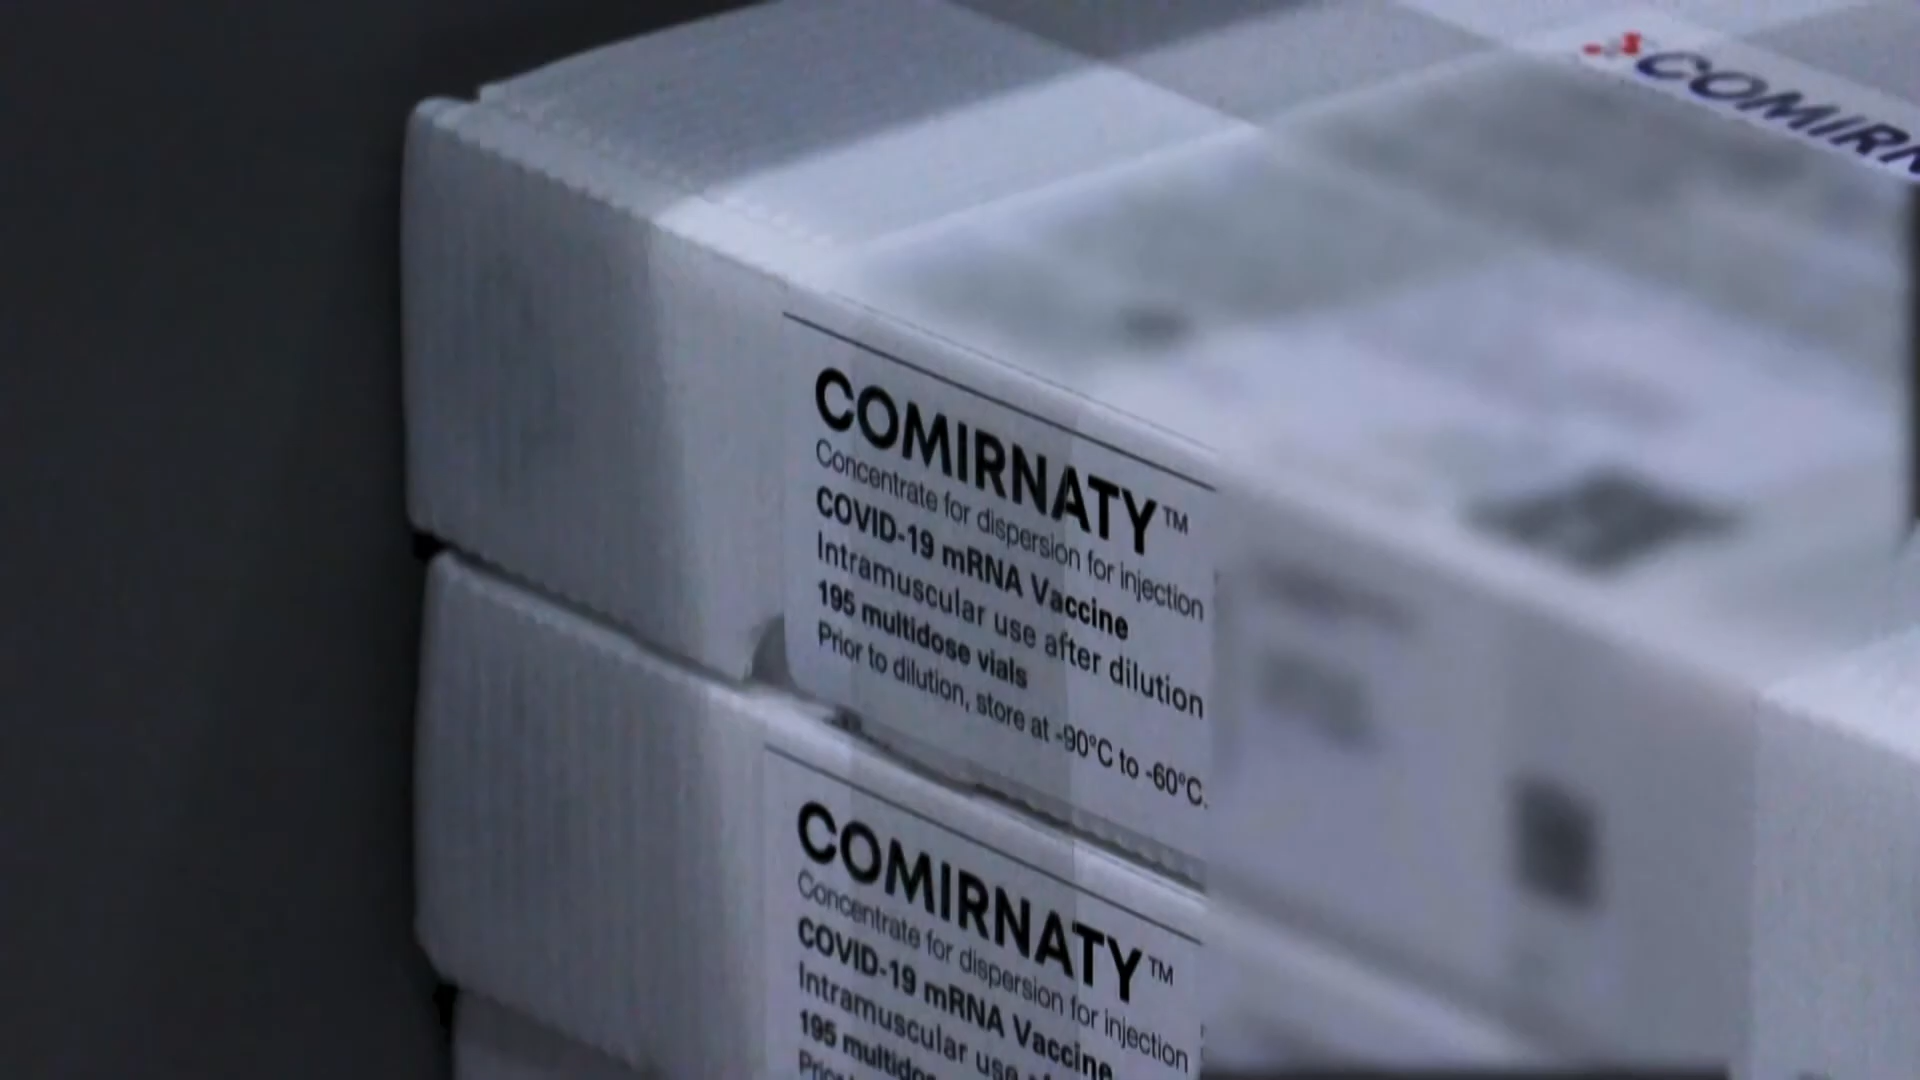 COMIRN
COMIRNATY™
Concentrate for dispersion for injection
COVID-19 mRNA Vaccine
Intramuscular use after dilution
195 multidose vials
Prior to dilution, store at -90°C to -60°C.
COMIRNATY™
Concentrate for dispersion for injection
COVID-19 mRNA Vaccine
Intramuscular use
195 multido
Prior